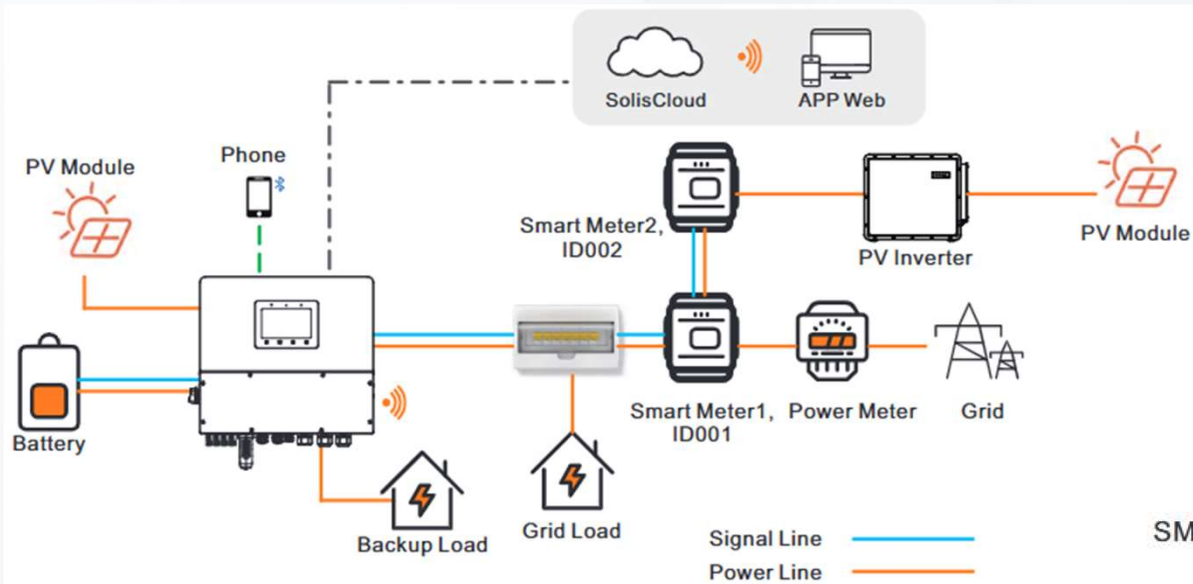 SolisCloud
APP Web
Phone
PV Module
Smart Meter2,
ID002
PV Inverter
PV Module
Battery
Smart Meter1,
ID001
Power Meter
Grid
Backup Load
Grid Load
Signal Line
Power Line
SM